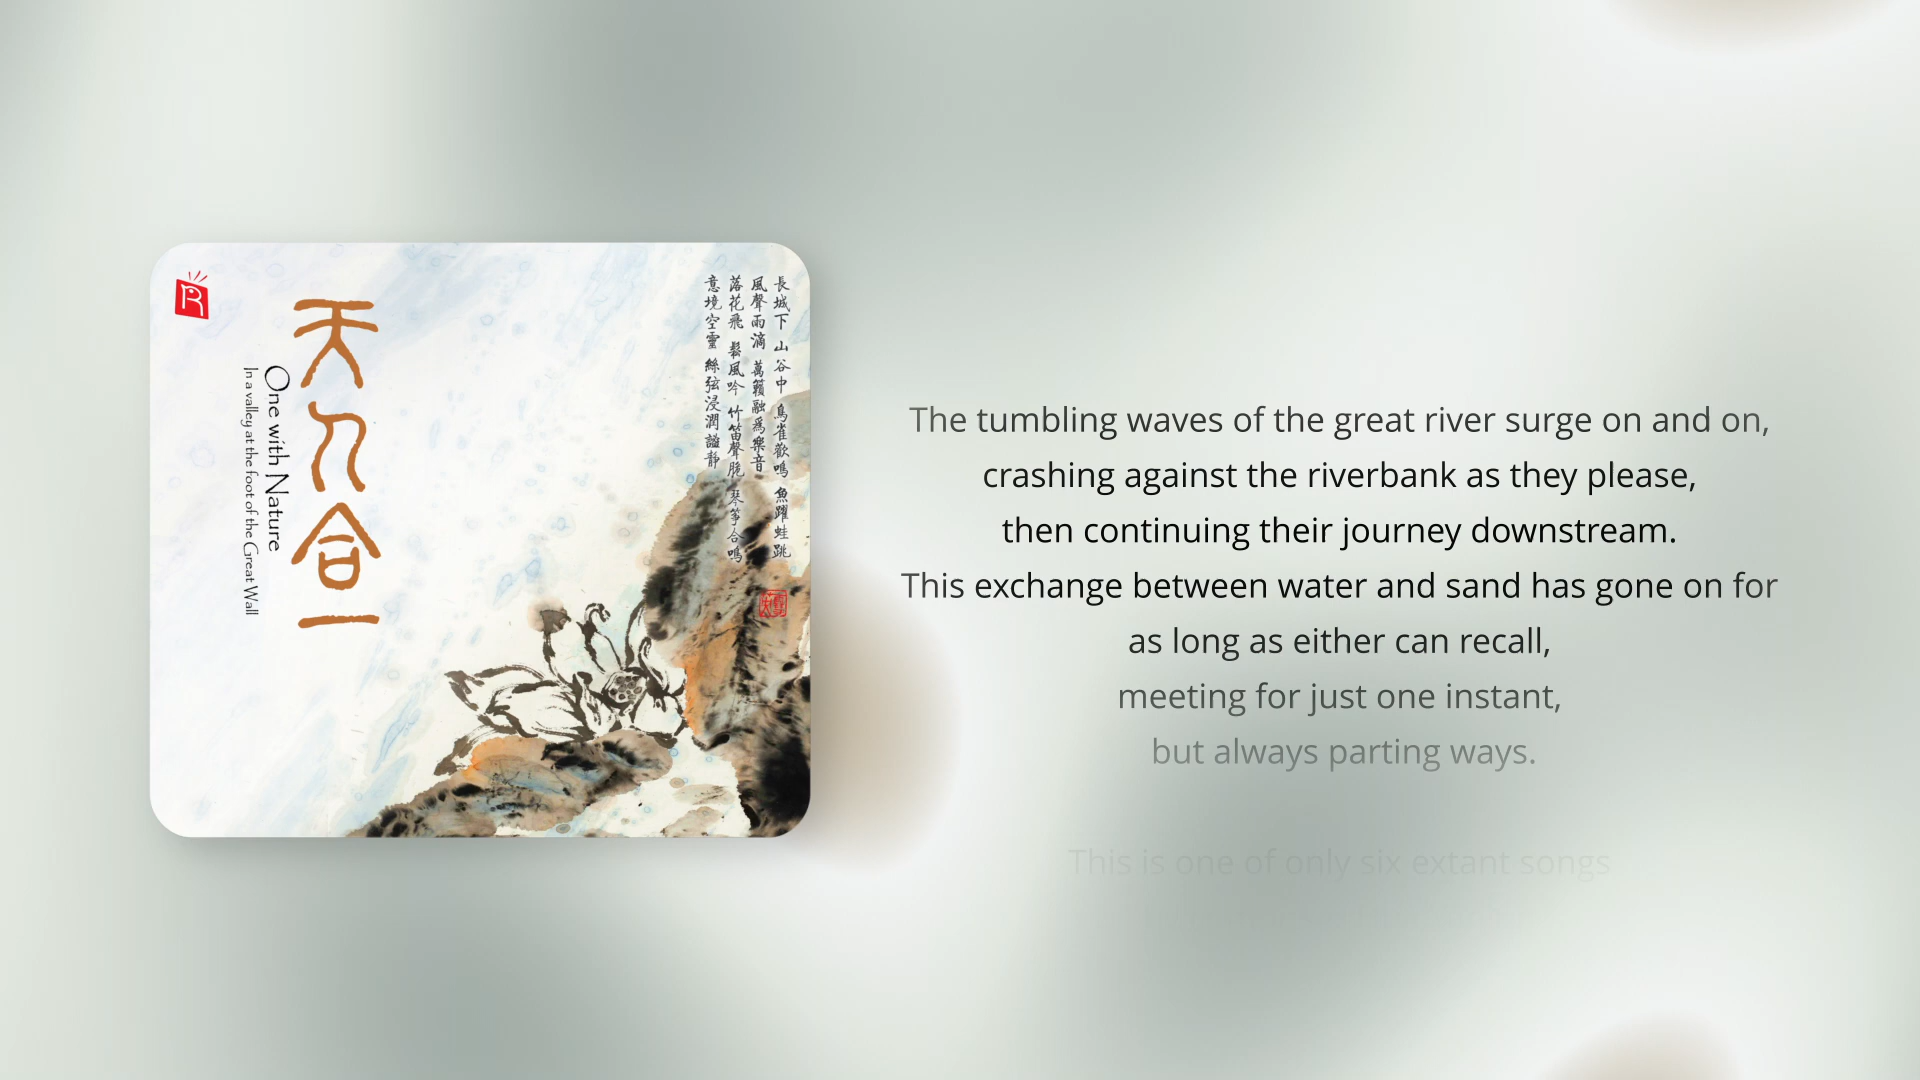 天人合一
One with Nature
In a valley at the foot of the Great Wall
長城下 山谷中 鳥雀歡鳴 魚躍蛙跳
風聲雨滴 萬籟融爲樂音
落花飛 鬆風吟 竹笛聲脆 琴箏合鳴
意境空靈 絲弦浸潤謐靜
The tumbling waves of the great river surge on and on,
crashing against the riverbank as they please,
then continuing their journey downstream.
This exchange between water and sand has gone on for
as long as either can recall,
meeting for just one instant,
but always parting ways.
This is one of only six extant songs